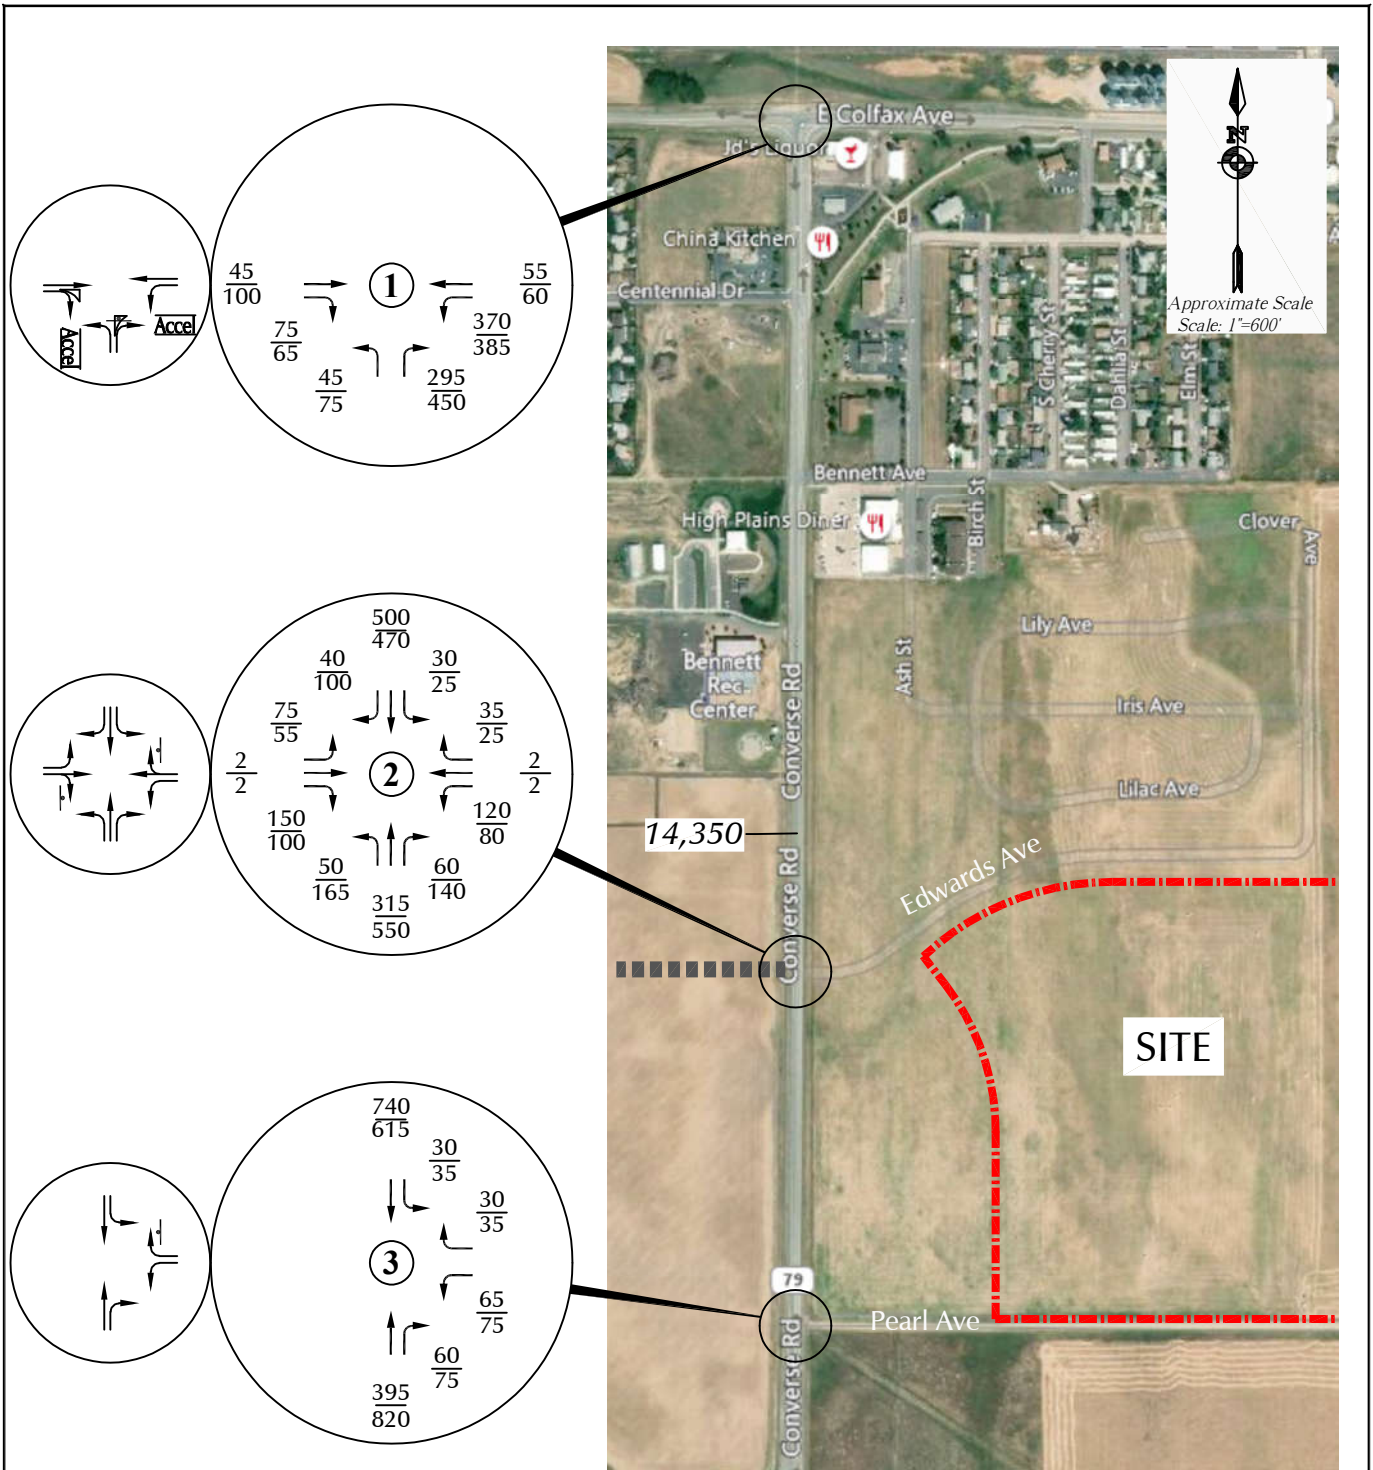 E Colfax Ave
Jd's Liquor
China Kitchen
Centennial Dr
S Cherry St
Dahlia St
Elm St
N
Approximate Scale
Scale: 1"=600'
45
100
75
65
45
75
1
55
60
370
385
295
450
Accel
Accel
Bennett Ave
High Plains Diner
Birch St
Clover
Ave
Lily Ave
Ash St
Iris Ave
Lilac Ave
Bennett
Rec
Center
Converse Rd
14,350
Converse Rd
Edwards Ave
Converse Rd
500
470
40
100
30
25
75
55
35
25
2
2
2
2
2
150
100
120
80
50
165
60
140
315
550
SITE
740
615
30
35
30
35
3
65
75
60
75
395
820
79
Pearl Ave
Converse Rd